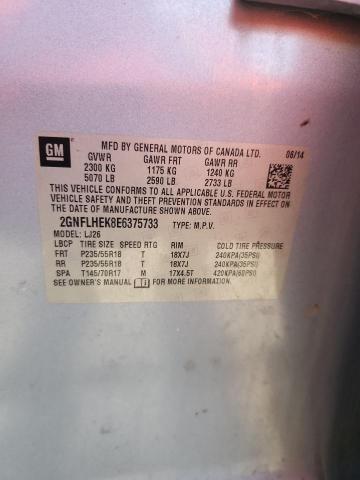 GM
MFD BY GENERAL MOTORS OF CANADA LTD. 06/14
GVWR GAWR FRT GAWR RR
2300 KG 1175 KG 1240 KG
5070 LB 2590 LB 2733 LB
THIS VEHICLE CONFORMS TO ALL APPLICABLE U.S. FEDERAL MOTOR
VEHICLE SAFETY AND THEFT PREVENTION STANDARDS IN EFFECT ON
THE DATE OF MANUFACTURE SHOWN ABOVE.
2GNFLHEK8E6375733 TYPE: M.P.V.
MODEL: LJ26
LBCP TIRE SIZE SPEED RTG RIM COLD TIRE PRESSURE
FRT P235/55R18 T 18X7J 240KPA(35PSI)
RR P235/55R18 T 18X7J 240KPA(35PSI)
SPA T145/70R17 M 17X4.5T 420KPA(60PSI)
SEE OWNER'S MANUAL FOR MORE INFORMATION